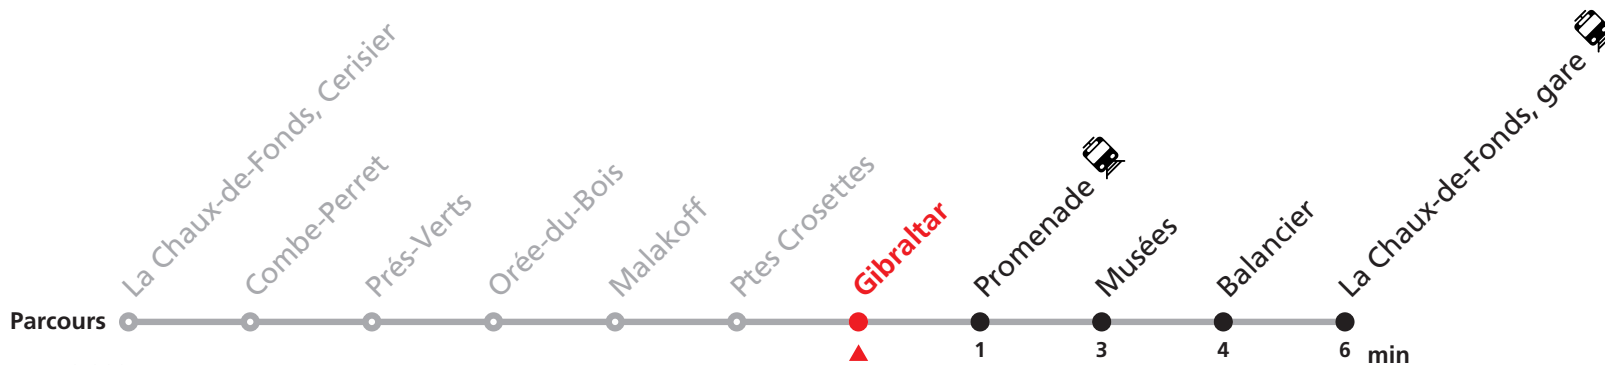 La Chaux-de-Fonds, Cerisier
Combe-Perret
Prés-Verts
Orée-du-Bois
Malakoff
Ptes Crosettes
Gibraltar
Promenade
Musées
Balancier
La Chaux-de-Fonds, gare
Parcours
1 3 4 6 min